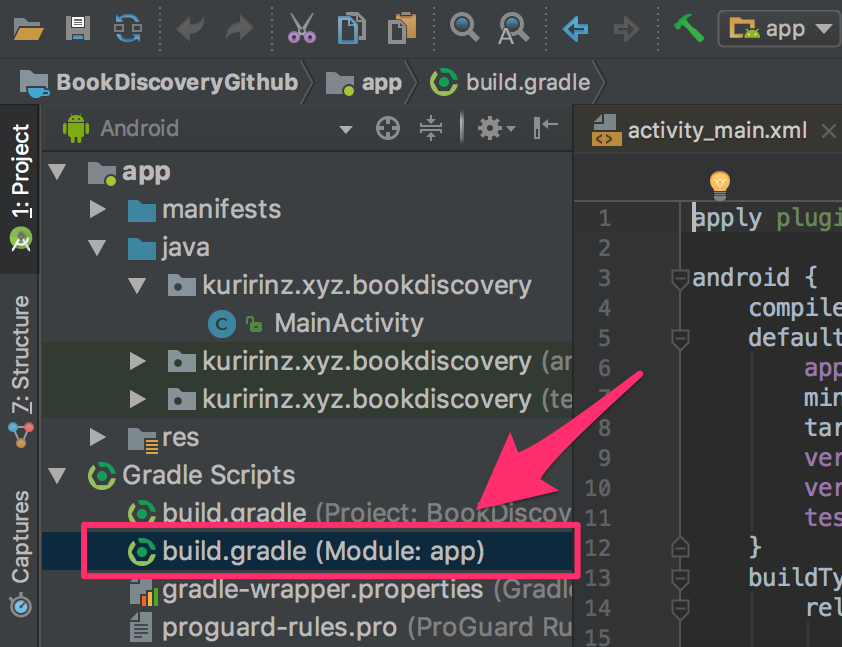 app
BookDiscoveryGithub app build.gradle
1: Project
7: Structure
Captures
Android
app
manifests
java
kuririnz.xyz.bookdiscovery
C MainActivity
kuririnz.xyz.bookdiscovery (an
kuririnz.xyz.bookdiscovery (te
res
Gradle Scripts
build.gradle (Project: BookDiscov
build.gradle (Module: app)
gradle-wrapper.properties (Gradle
proguard-rules.pro (ProGuard Ru
activity_main.xml
1 apply plugi
2
3 android {
4 compile
5 default
6 app
7 min
8 tar
9 ver
10 ver
11 tes
12 }
13 buildTy
14 rel
15